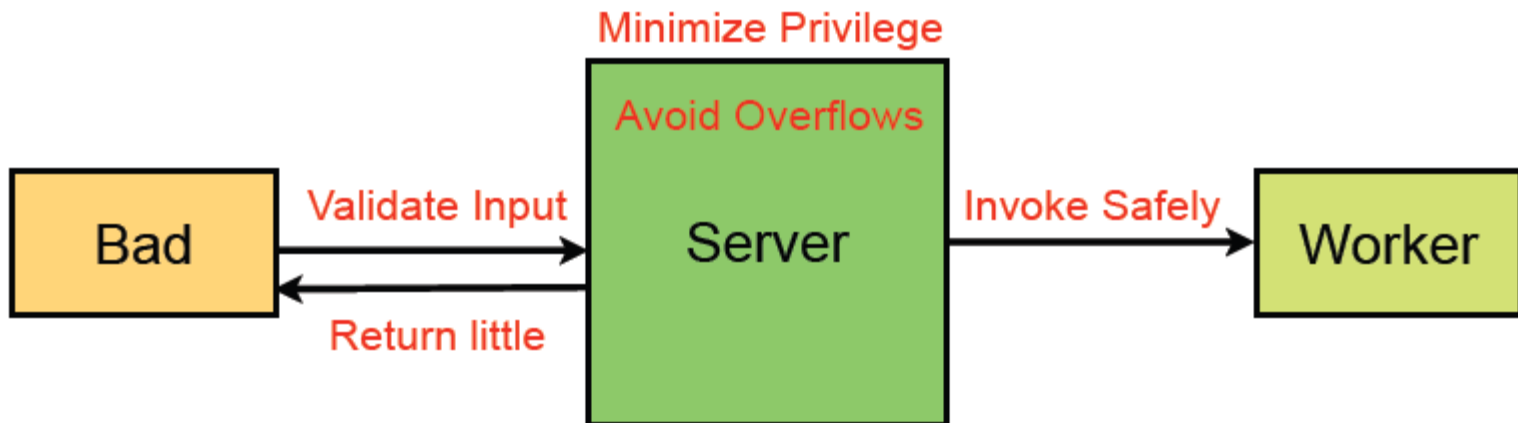 Minimize Privilege
Avoid Overflows
Bad
Validate Input
Return little
Server
Invoke Safely
Worker